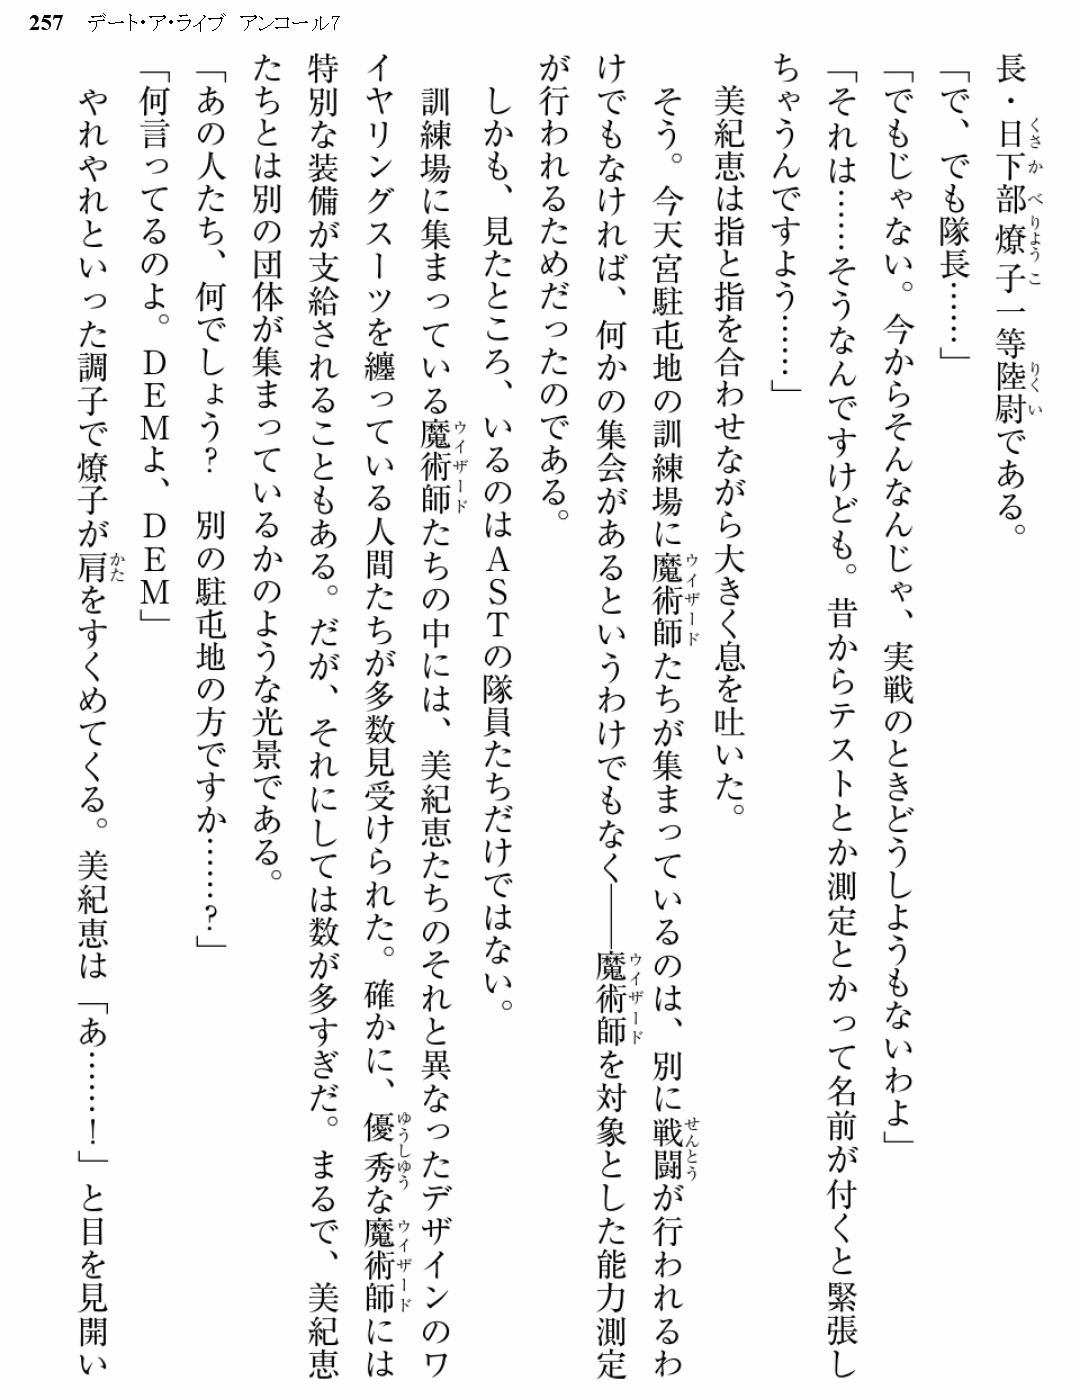 257 デート・ア・ライブ アンコール7
長・日下部燎子一等陸尉である。
「で、でも隊長……」
「でもじゃない。今からそんなんじゃ、実戦のときどうしようもないわよ」
「それは……そうなんですけども。昔からテストとか測定とかって名前が付くと緊張し
ちゃうんですよう……」
美紀恵は指と指を合わせながら大きく息を吐いた。
そう。今天宮駐屯地の訓練場に魔術師たちが集まっているのは、別に戦闘が行われるわ
けでもなければ、何かの集会があるというわけでもなく――魔術師を対象とした能力測定
が行われるためだったのである。
しかも、見たところ、いるのはASTの隊員たちだけではない。
訓練場に集まっている魔術師たちの中には、美紀恵たちのそれと異なったデザインのワ
イヤリングスーツを纏っている人間たちが多数見受けられた。確かに、優秀な魔術師には
特別な装備が支給されることもある。だが、それにしては数が多すぎだ。まるで、美紀恵
たちとは別の団体が集まっているかのような光景である。
「あの人たち、何でしょう? 別の駐屯地の方ですか……?」
「何言ってるのよ。DEMよ、DEM」
やれやれといった調子で燎子が肩をすくめてくる。美紀恵は「あ……!」と目を見開い